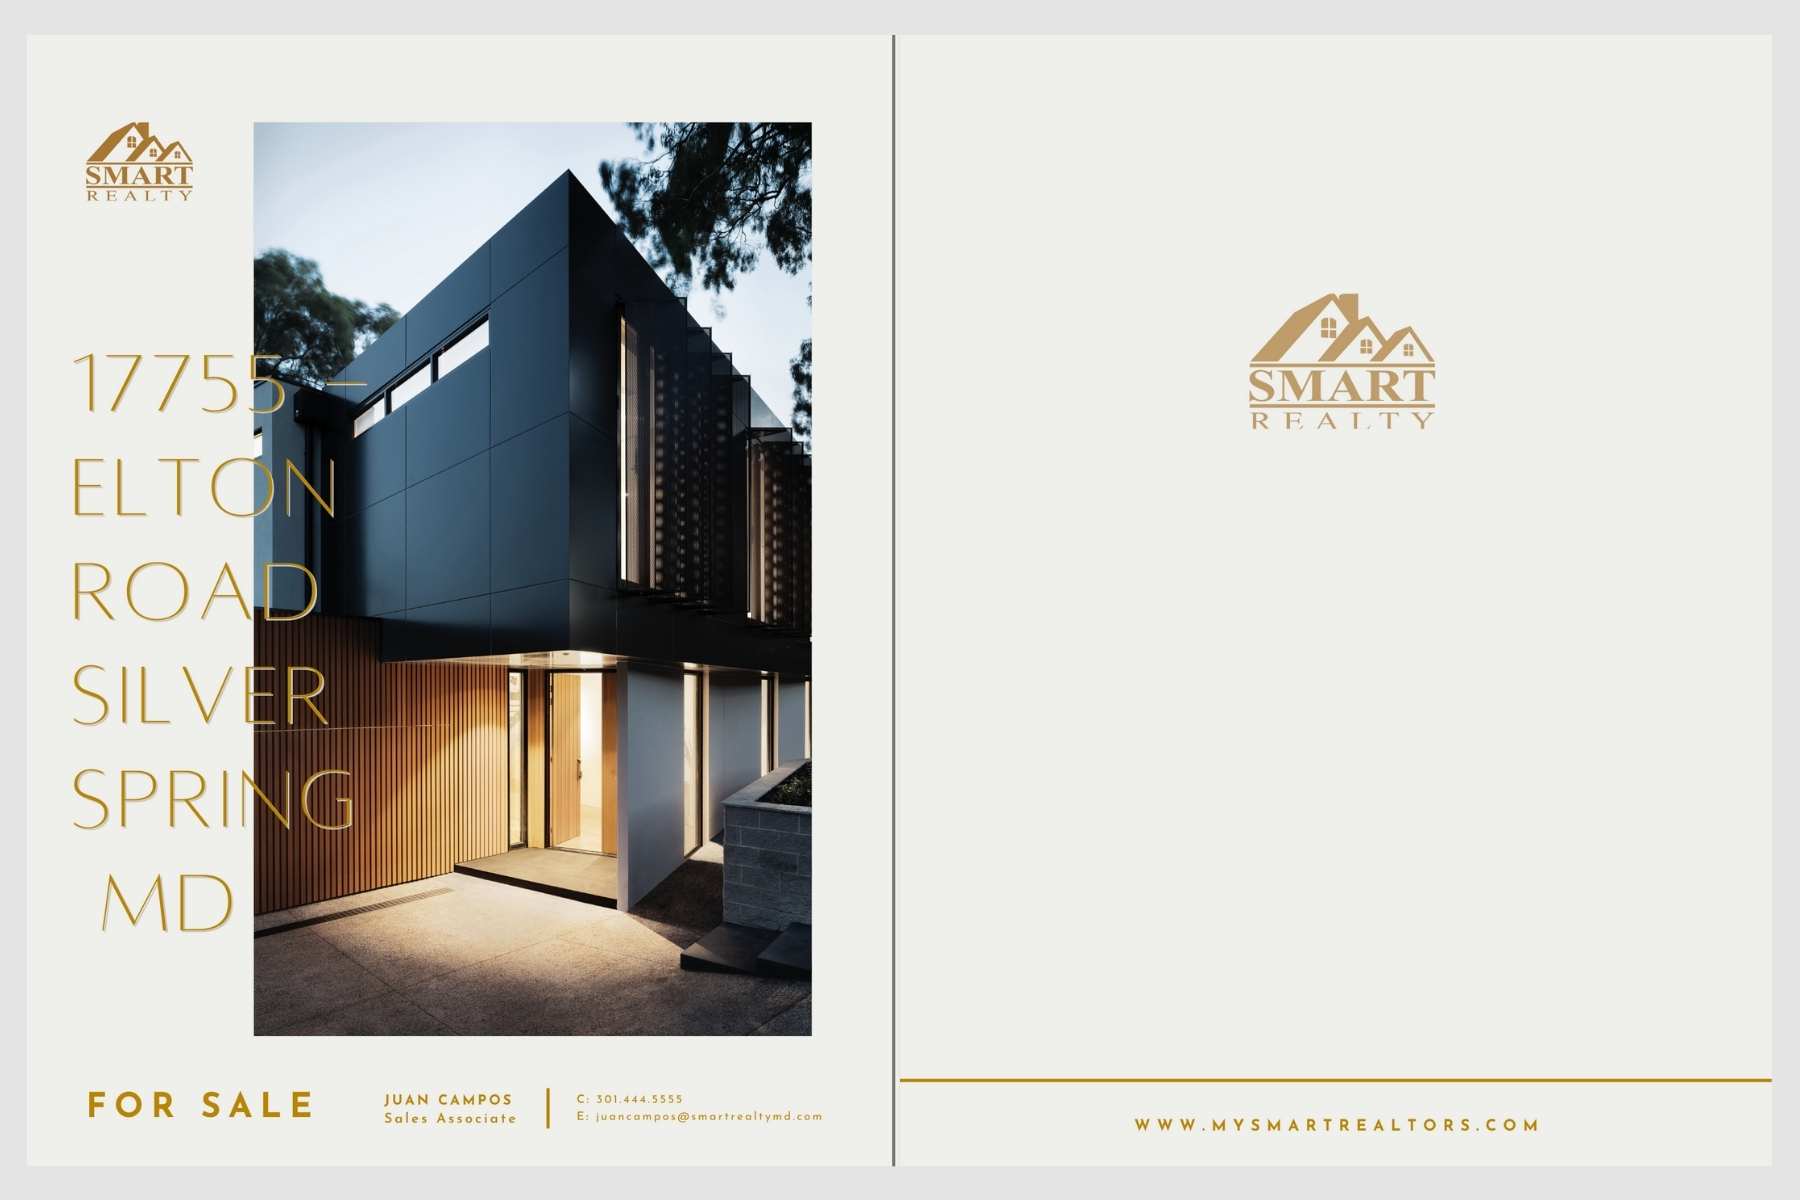 SMART
REALTY
17755 –
ELTON
ROAD
SILVER
SPRING
MD
FOR SALE
JUAN CAMPOS
Sales Associate
C: 301.444.5555
E: juancampos@smartrealtymd.com
SMART
REALTY
WWW.MYSMARTREALTORS.COM